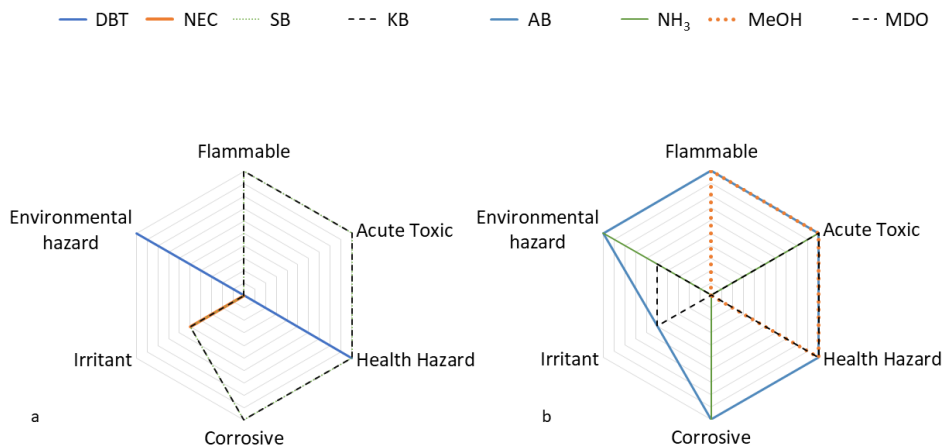 DBT NEC SB KB AB NH₃ MeOH MDO
Flammable Flammable
Environmental hazard Acute Toxic Environmental hazard Acute Toxic
Irritant Health Hazard Irritant Health Hazard
a Corrosive b Corrosive